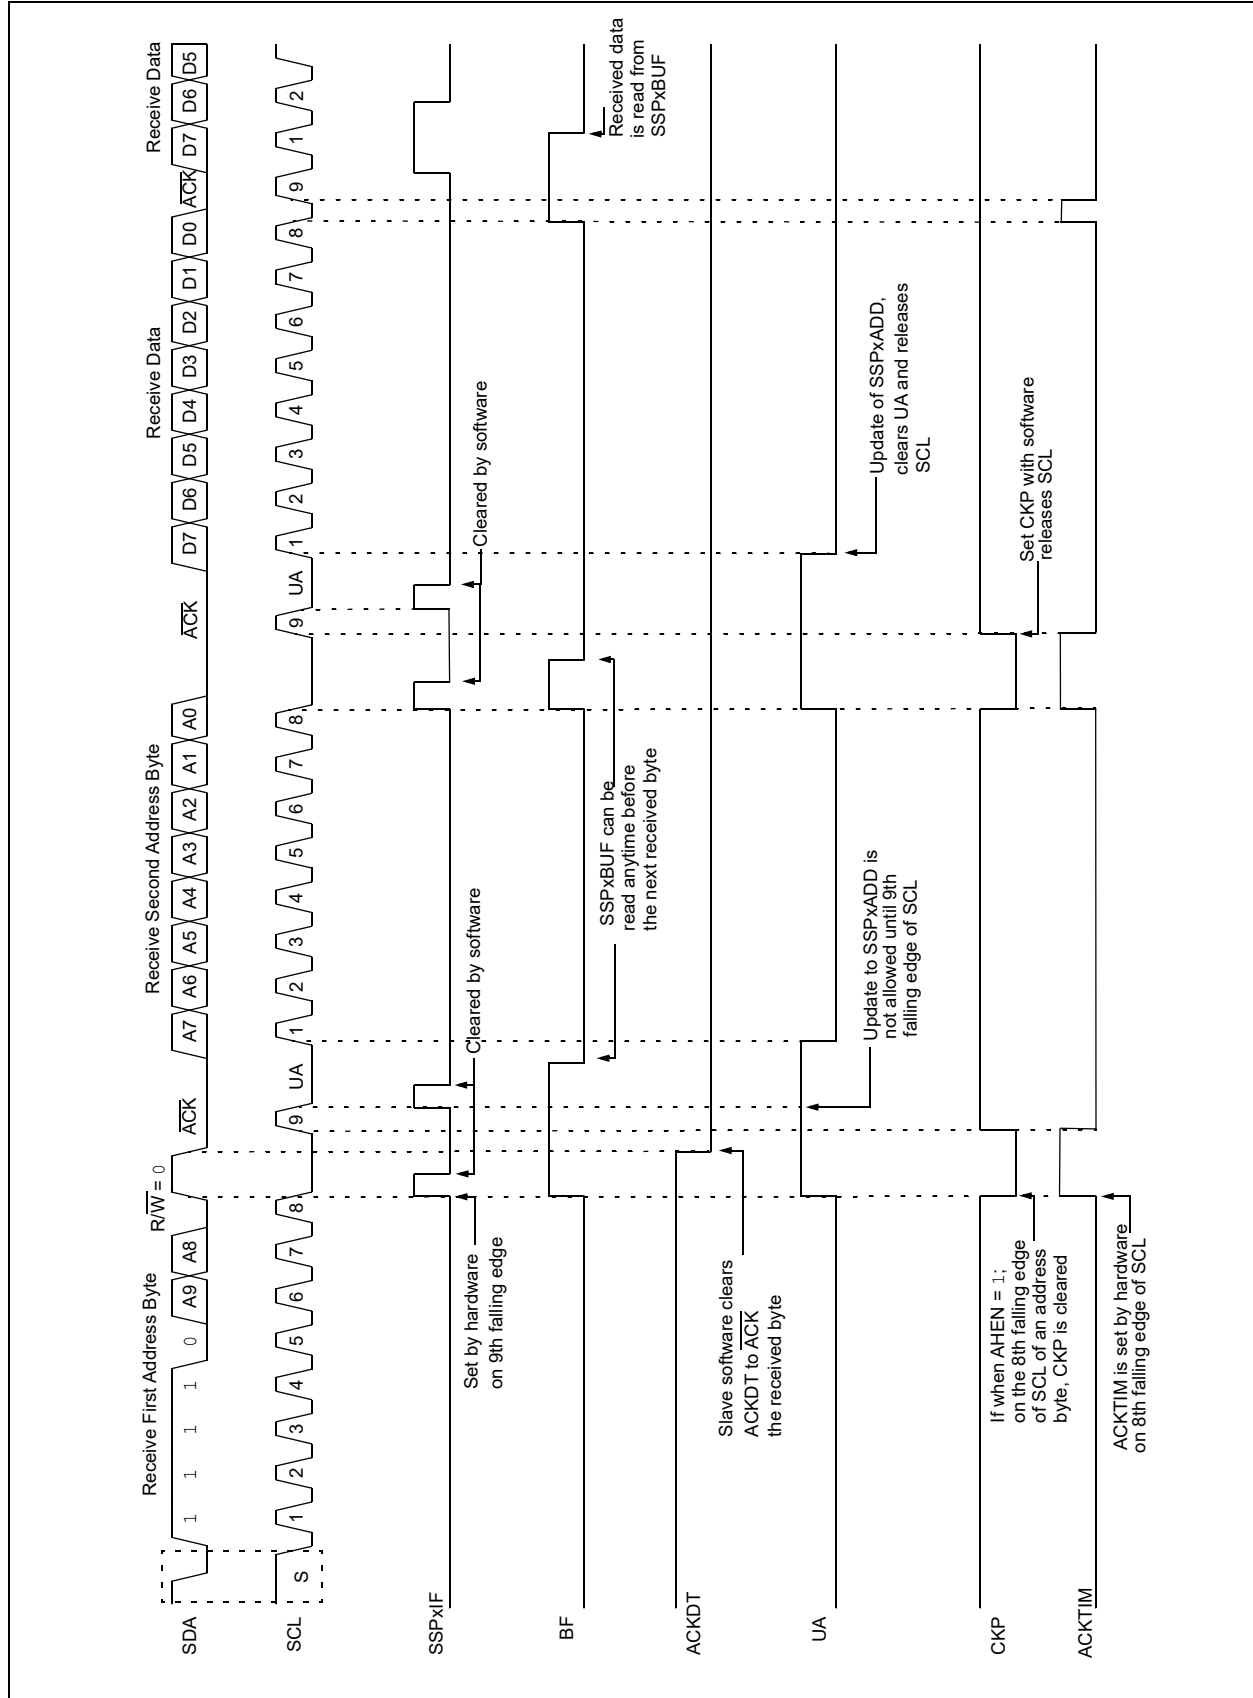 Receive First Address Byte
R/W = 0
Receive Second Address Byte
Receive Data
Receive Data
SDA
1 1 1 1 0 A9 A8
ACK
A7 A6 A5 A4 A3 A2 A1 A0
ACK
D7 D6 D5 D4 D3 D2 D1 D0
ACK
D7 D6 D5
SCL
S
1 2 3 4 5 6 7 8 9
UA
1 2 3 4 5 6 7 8 9
UA
1 2 3 4 5 6 7 8 9
1 2
SSPxIF
Set by hardware
on 9th falling edge
Cleared by software
Cleared by software
BF
SSPxBUF can be
read anytime before
the next received byte
Received data
is read from
SSPxBUF
ACKDT
Slave software clears
ACKDT to ACK
the received byte
UA
Update to SSPxADD is
not allowed until 9th
falling edge of SCL
Update of SSPxADD,
clears UA and releases
SCL
CKP
If when AHEN = 1;
on the 8th falling edge
of SCL of an address
byte, CKP is cleared
Set CKP with software
releases SCL
ACKTIM
ACKTIM is set by hardware
on 8th falling edge of SCL